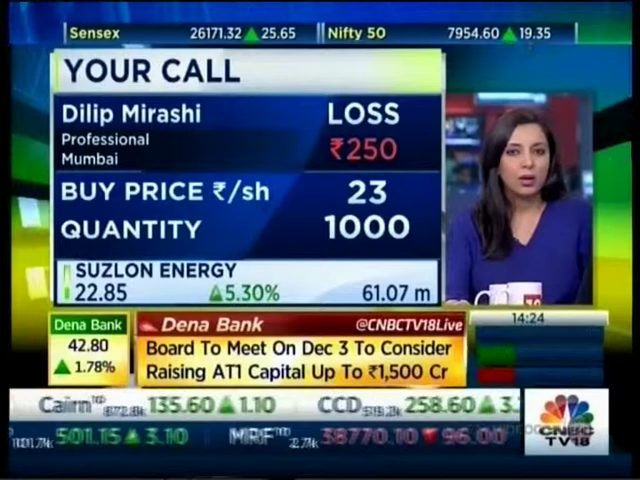 Sensex 26171.32 ▲ 25.65 Nifty 50 7954.60 ▲ 19.35
YOUR CALL
Dilip Mirashi
Professional
Mumbai
LOSS
₹250
BUY PRICE ₹/sh 23
QUANTITY 1000
SUZLON ENERGY
22.85 ▲5.30% 61.07 m
14:24
Dena Bank
42.80
▲ 1.78%
Dena Bank @CNBCTV18Live
Board To Meet On Dec 3 To Consider
Raising AT1 Capital Up To ₹1,500 Cr
Cairn 135.60 ▲ 1.10 CCD 258.60 ▲ 3.
501.15 ▲ 3.10 MRF 38770.10 ▼ 96.00
CNBC
TV18